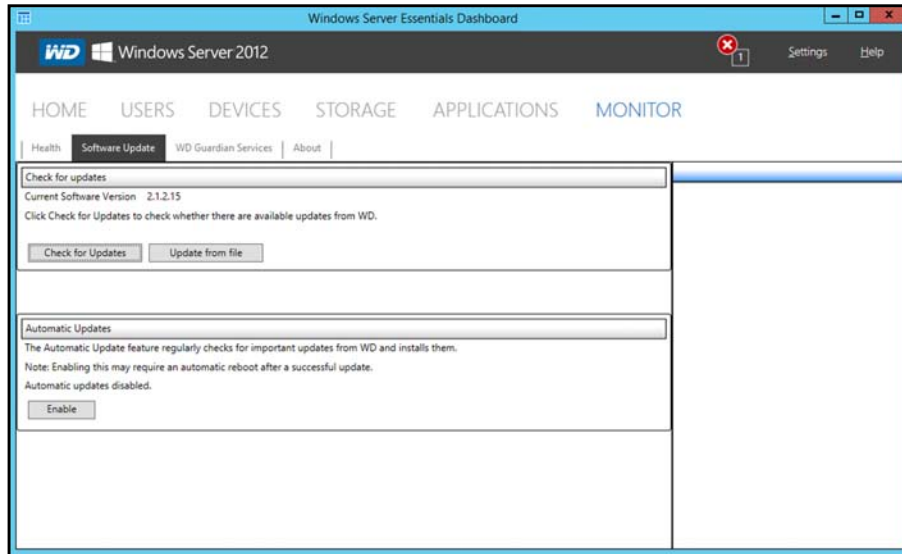 Windows Server Essentials Dashboard
WD Windows Server 2012
1
Settings
Help
HOME USERS DEVICES STORAGE APPLICATIONS MONITOR
Health Software Update WD Guardian Services About
Check for updates
Current Software Version 2.1.2.15
Click Check for Updates to check whether there are available updates from WD.
Check for Updates Update from file
Automatic Updates
The Automatic Update feature regularly checks for important updates from WD and installs them.
Note: Enabling this may require an automatic reboot after a successful update.
Automatic updates disabled.
Enable